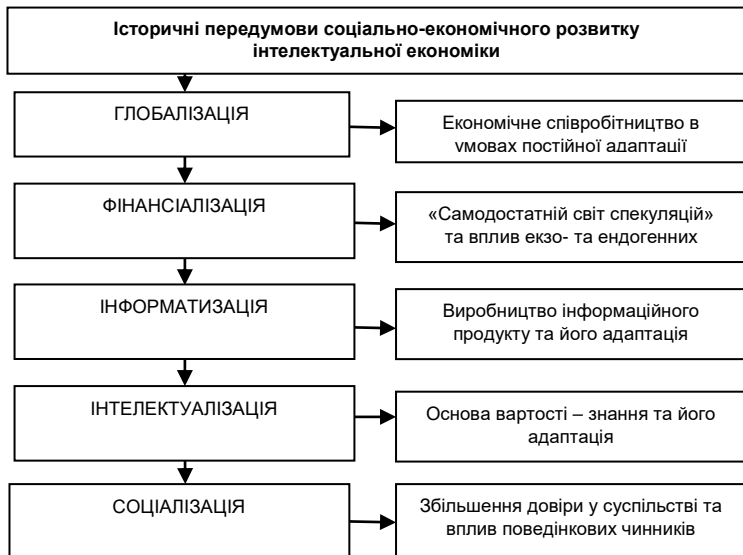 Історичні передумови соціально-економічного розвитку
інтелектуальної економіки
ГЛОБАЛІЗАЦІЯ
Економічне співробітництво в
умовах постійної адаптації
ФІНАНСІАЛІЗАЦІЯ
«Самодостатній світ спекуляцій»
та вплив екзо- та ендогенних
ІНФОРМАТИЗАЦІЯ
Виробництво інформаційного
продукту та його адаптація
ІНТЕЛЕКТУАЛІЗАЦІЯ
Основа вартості – знання та його
адаптація
СОЦІАЛІЗАЦІЯ
Збільшення довіри у суспільстві та
вплив поведінкових чинників